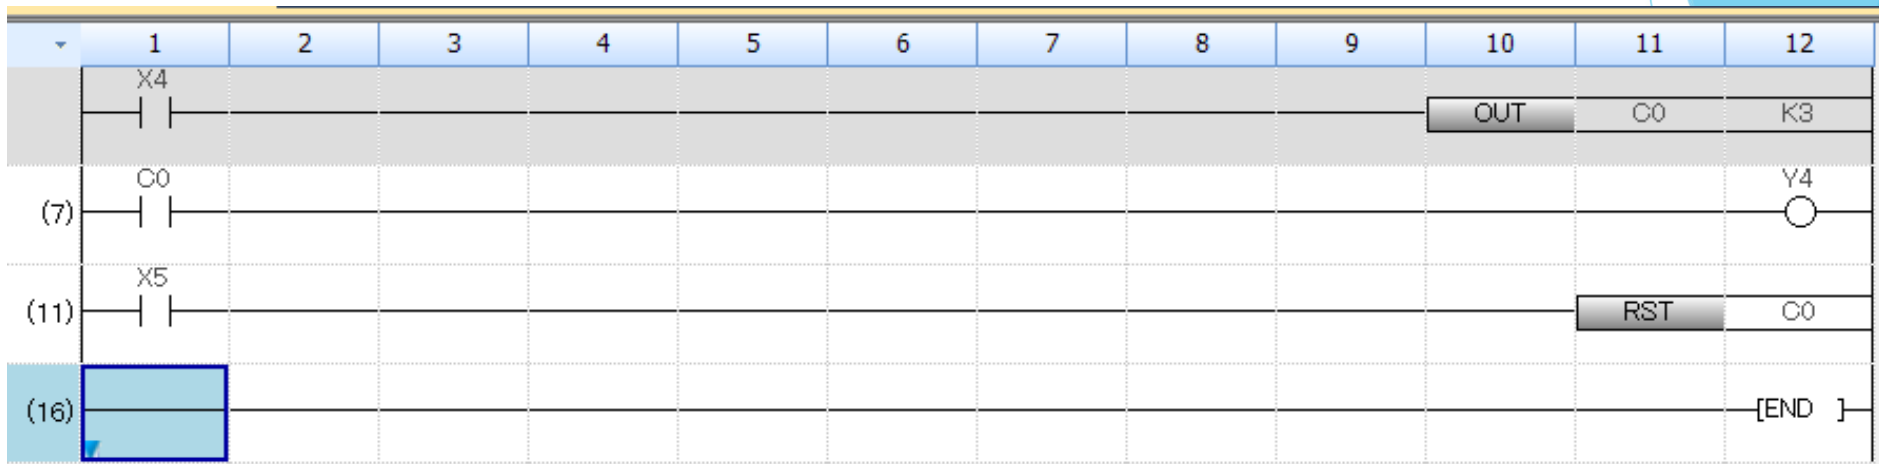 1 2 3 4 5 6 7 8 9 10 11 12
X4
OUT C0 K3
C0 Y4
(7)
X5
(11) RST C0
(16) [END ]